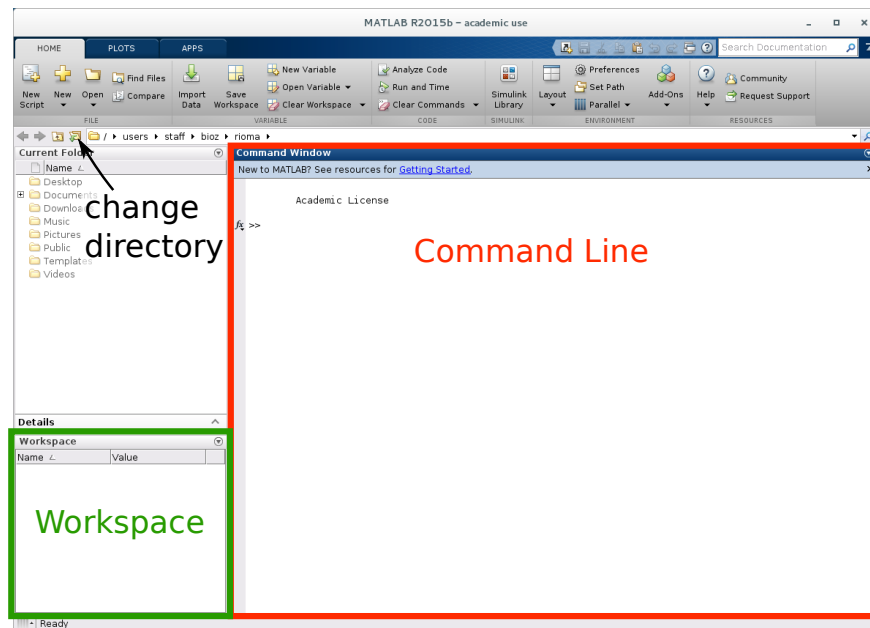 MATLAB R2015b – academic use
HOME PLOTS APPS
Search Documentation
New Script
New
Open
Find Files
Compare
Import Data
Save Workspace
New Variable
Open Variable
Clear Workspace
Analyze Code
Run and Time
Clear Commands
Simulink Library
Layout
Preferences
Set Path
Parallel
Add-Ons
Help
Community
Request Support
FILE VARIABLE CODE SIMULINK ENVIRONMENT RESOURCES
/ users staff bioz rioma
Current Folder
Name
Desktop
Documents
Downloads
Music
Pictures
Public
Templates
Videos
change
directory
Details
Workspace
Name Value
Workspace
Command Window
New to MATLAB? See resources for Getting Started.
Academic License
fx >>
Command Line
Ready